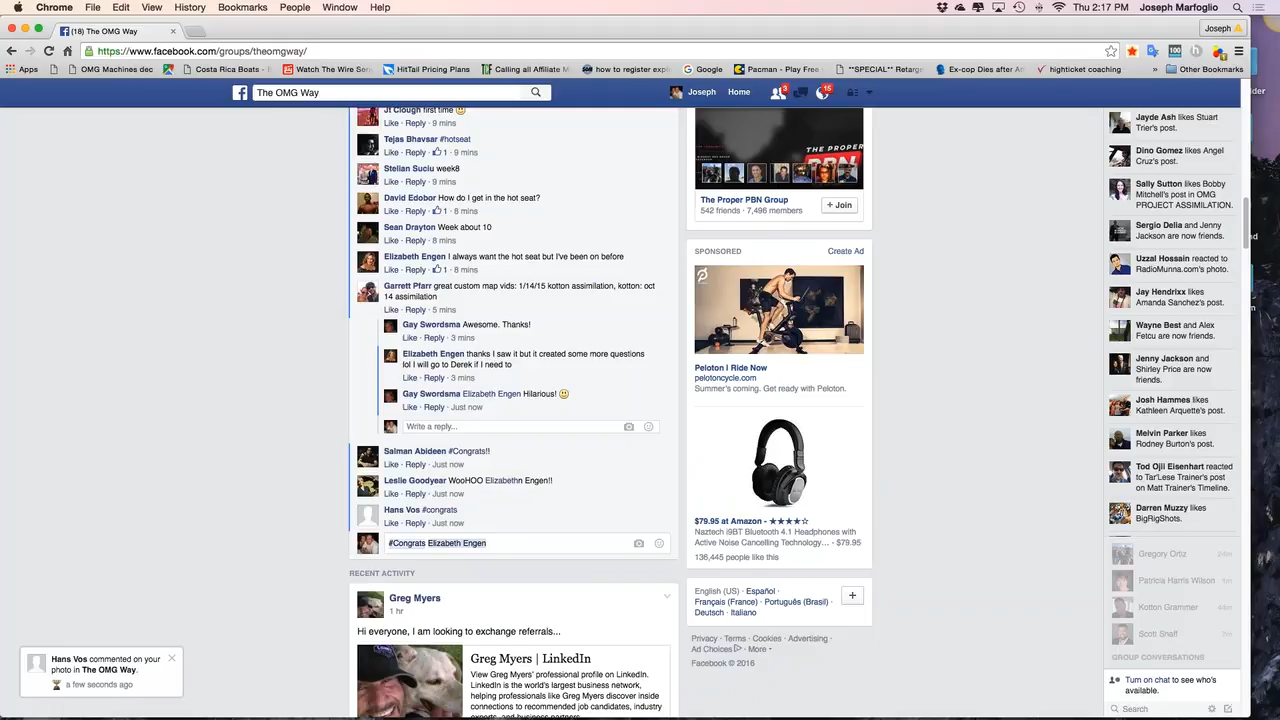 Chrome File Edit View History Bookmarks People Window Help
Thu 2:17 PM Joseph Marfoglio
(18) The OMG Way
Joseph
https://www.facebook.com/groups/theomgway/
Apps
OMG Machines dec
Costa Rica Boats -
Watch The Wire Ser
HitTail Pricing Plans
Calling all Affiliate M
how to register expi
Google
Pacman - Play Free
**SPECIAL** Retarge
Ex-cop Dies after A
highticket coaching
»
Other Bookmarks
The OMG Way
Joseph Home 3 15
Jt Clough first time
Like · Reply · 9 mins
Tejas Bhavsar #hotseat
Like · Reply · 1 · 9 mins
Stelian Suciu week8
Like · Reply · 9 mins
David Edobor How do I get in the hot seat?
Like · Reply · 1 · 8 mins
Sean Drayton Week about 10
Like · Reply · 8 mins
Elizabeth Engen I always want the hot seat but I've been on before
Like · Reply · 1 · 8 mins
Garrett Pfarr great custom map vids: 1/14/15 kotton assimilation, kotton: oct
14 assimilation
Like · Reply · 5 mins
Gay Swordsma Awesome. Thanks!
Like · Reply · 3 mins
Elizabeth Engen thanks I saw it but it created some more questions
lol I will go to Derek if I need to
Like · Reply · 3 mins
Gay Swordsma Elizabeth Engen Hilarious!
Like · Reply · Just now
Write a reply...
Salman Abideen #Congrats!!
Like · Reply · Just now
Leslie Goodyear WooHOO Elizabethn Engen!!
Like · Reply · Just now
Hans Vos #congrats
Like · Reply · Just now
#Congrats Elizabeth Engen
RECENT ACTIVITY
Greg Myers
1 hr
Hi everyone, I am looking to exchange referrals...
Greg Myers | LinkedIn
View Greg Myers' professional profile on LinkedIn.
LinkedIn is the world's largest business network,
helping professionals like Greg Myers discover inside
connections to recommended job candidates, industry
experts, and business partners.
Hans Vos commented on your
photo in The OMG Way.
a few seconds ago
THE PROPER
PBN
The Proper PBN Group
542 friends · 7,496 members
+ Join
SPONSORED
Create Ad
Peloton | Ride Now
pelotoncycle.com
Summer's coming. Get ready with Peloton.
$79.95 at Amazon - ★★★★☆
Naztech i9BT Bluetooth 4.1 Headphones with
Active Noise Cancelling Technology... - $79.95
136,445 people like this
English (US) · Español ·
Français (France) · Português (Brasil) ·
Deutsch · Italiano
+
Privacy · Terms · Cookies · Advertising ·
Ad Choices · More
Facebook © 2016
Jayde Ash likes Stuart
Trier's post.
Dino Gomez likes Angel
Cruz's post.
Sally Sutton likes Bobby
Mitchell's post in OMG
PROJECT ASSIMILATION.
Sergio Delia and Jenny
Jackson are now friends.
Uzzal Hossain reacted to
RadioMunna.com's photo.
Jay Hendrixx likes
Amanda Sanchez's post.
Wayne Best and Alex
Fetcu are now friends.
Jenny Jackson and
Shirley Price are now
friends.
Josh Hammes likes
Kathleen Arquette's post.
Melvin Parker likes
Rodney Burton's post.
Tod Ojii Eisenhart reacted
to Tar'Lese Trainer's post
on Matt Trainer's Timeline.
Darren Muzzy likes
BigRigShots.
Gregory Ortiz
Patricia Harris Wilson
Kotton Grammer
Scott Shalf
GROUP CONVERSATIONS
Turn on chat to see who's
available.
Search